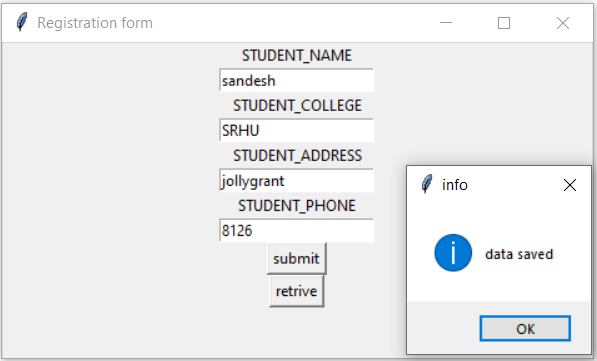 Registration form
STUDENT_NAME
sandesh
STUDENT_COLLEGE
SRHU
STUDENT_ADDRESS
jollygrant
STUDENT_PHONE
8126
submit
retrive
info
data saved
OK